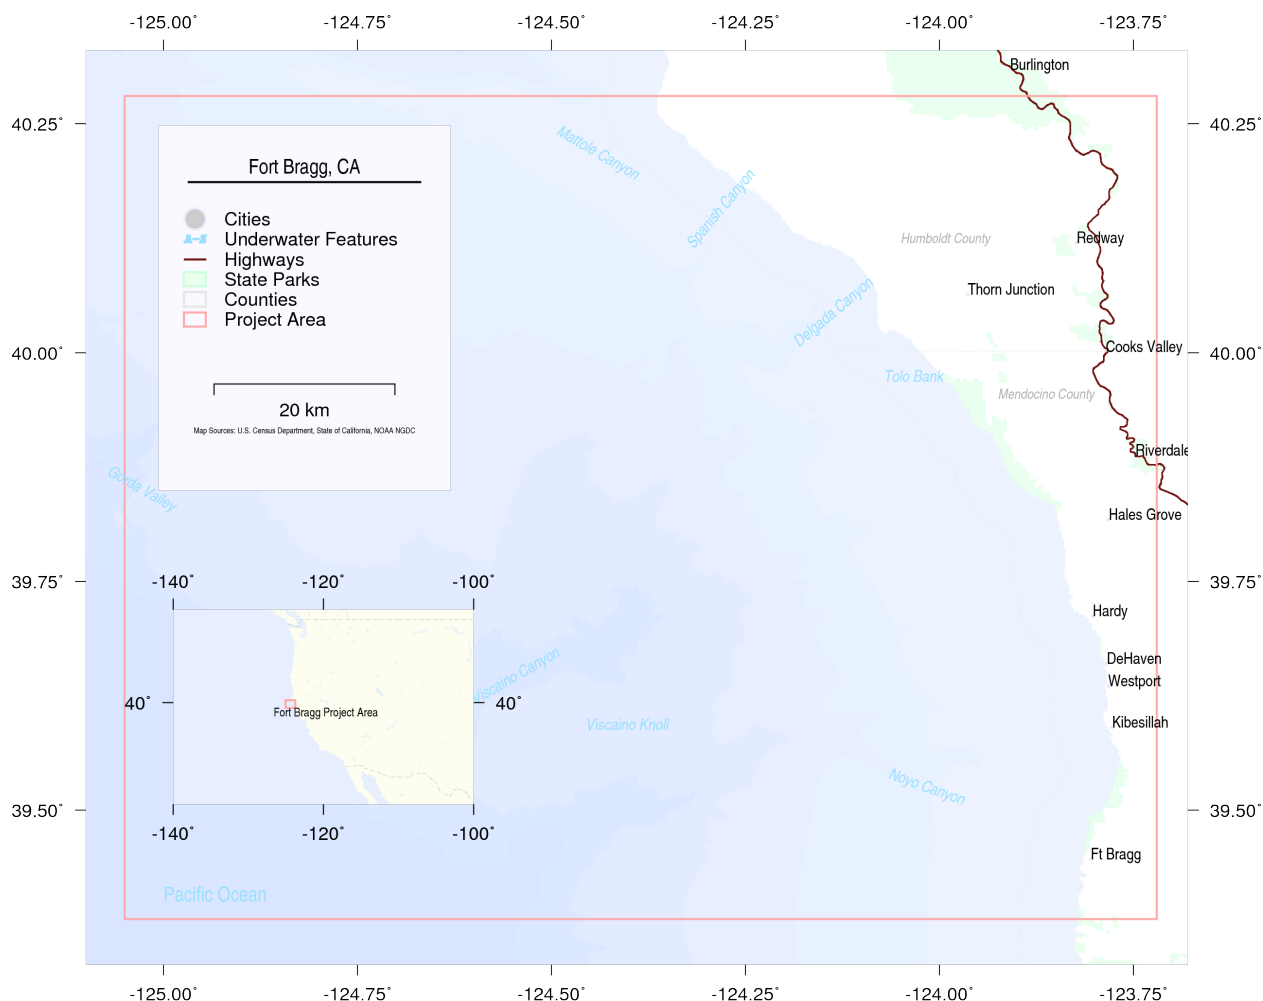 -125.00° -124.75° -124.50° -124.25° -124.00° -123.75°
Burlington
40.25° 40.25°
Mattole Canyon
Fort Bragg, CA
Spanish Canyon
Cities
A-S Underwater Features
Highways
State Parks
Counties
Project Area
Humboldt County
Redway
Thorn Junction
Delgada Canyon
40.00° 40.00°
Cooks Valley
Tolo Bank
Mendocino County
20 km
Map Sources: U.S. Census Department, State of California, NOAA NGDC
Riverdale
Gorda Valley
Hales Grove
39.75° 39.75°
-140° -120° -100°
Hardy
DeHaven
Westport
Viscaino Canyon
40° 40°
Fort Bragg Project Area
Viscaino Knoll
Kibesillah
Noyo Canyon
39.50° 39.50°
-140° -120° -100°
Ft Bragg
Pacific Ocean
-125.00° -124.75° -124.50° -124.25° -124.00° -123.75°